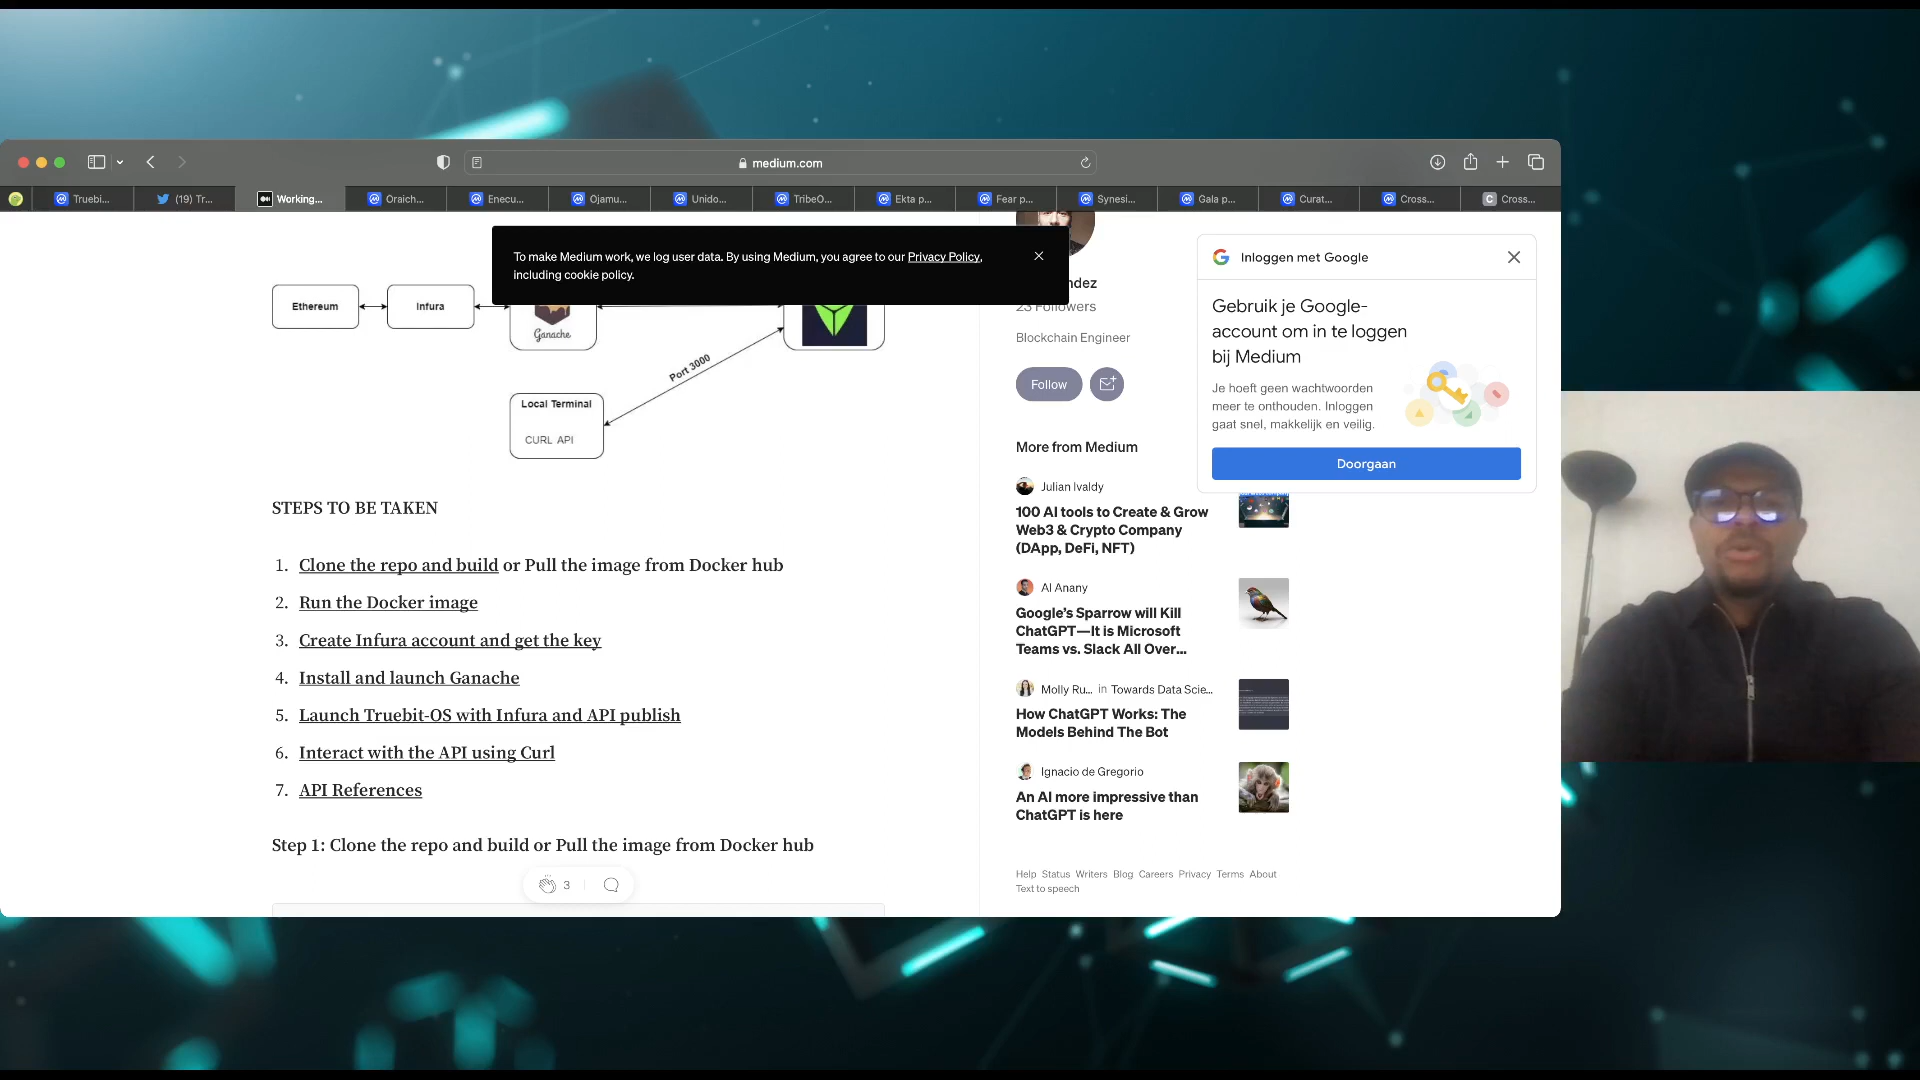 medium.com
Truebi...
(19) Tr...
Working...
Oraich...
Enecu...
Ojamu...
Unido...
TribeO...
Ekta p...
Fear p...
Synesi...
Gala p...
Curat...
Cross...
C
Cross...
To make Medium work, we log user data. By using Medium, you agree to our Privacy Policy,
including cookie policy.
Ethereum
Infura
Ganache
Port 3000
Local Terminal
CURL API
STEPS TO BE TAKEN
1. Clone the repo and build or Pull the image from Docker hub
2. Run the Docker image
3. Create Infura account and get the key
4. Install and launch Ganache
5. Launch Truebit-OS with Infura and API publish
6. Interact with the API using Curl
7. API References
Step 1: Clone the repo and build or Pull the image from Docker hub
3
ndez
23 Followers
Blockchain Engineer
Follow
More from Medium
Julian Ivaldy
100 AI tools to Create & Grow
Web3 & Crypto Company
(DApp, DeFi, NFT)
Al Anany
Google's Sparrow will Kill
ChatGPT—It is Microsoft
Teams vs. Slack All Over...
Molly Ru... in Towards Data Scie...
How ChatGPT Works: The
Models Behind The Bot
Ignacio de Gregorio
An AI more impressive than
ChatGPT is here
Help Status Writers Blog Careers Privacy Terms About
Text to speech
Inloggen met Google
Gebruik je Google-
account om in te loggen
bij Medium
Je hoeft geen wachtwoorden
meer te onthouden. Inloggen
gaat snel, makkelijk en veilig.
Doorgaan